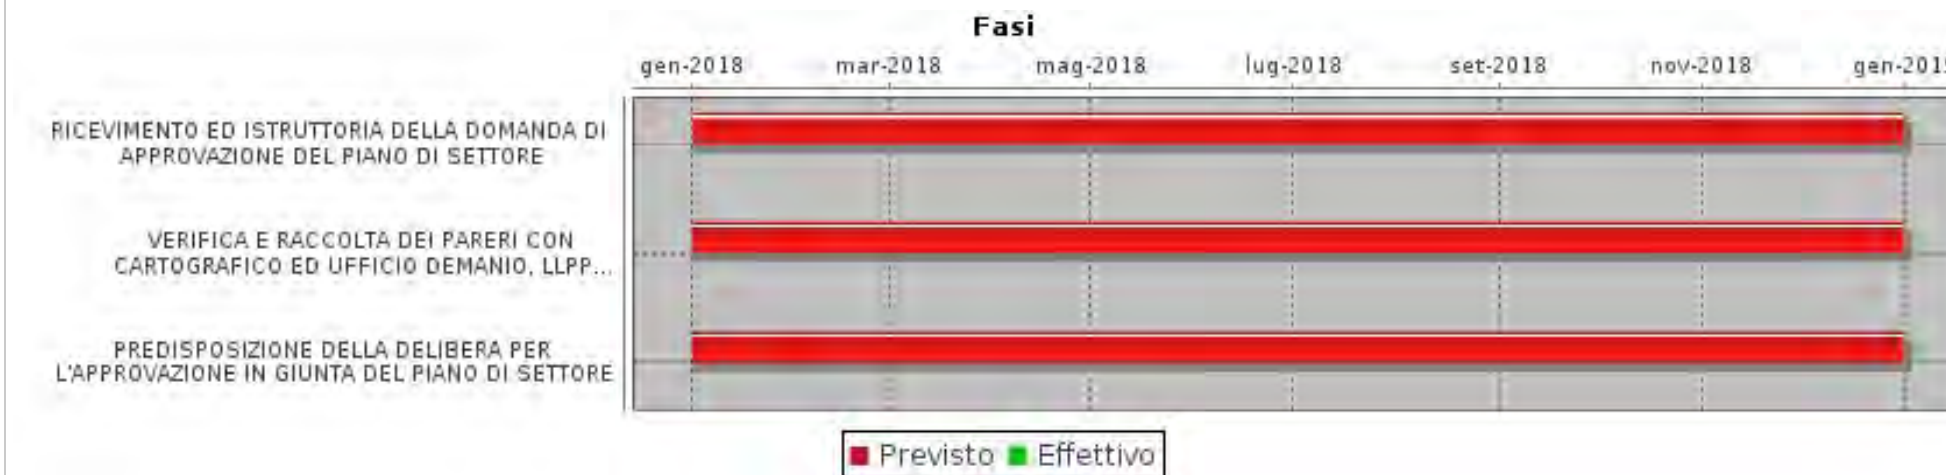 Fasi
gen-2018 mar-2018 mag-2018 lug-2018 set-2018 nov-2018 gen-201
RICEVIMENTO ED ISTRUTTORIA DELLA DOMANDA DI
APPROVAZIONE DEL PIANO DI SETTORE
VERIFICA E RACCOLTA DEI PARERI CON
CARTOGRAFICO ED UFFICIO DEMANIO, LLPP...
PREDISPOSIZIONE DELLA DELIBERA PER
L'APPROVAZIONE IN GIUNTA DEL PIANO DI SETTORE
Previsto Effettivo